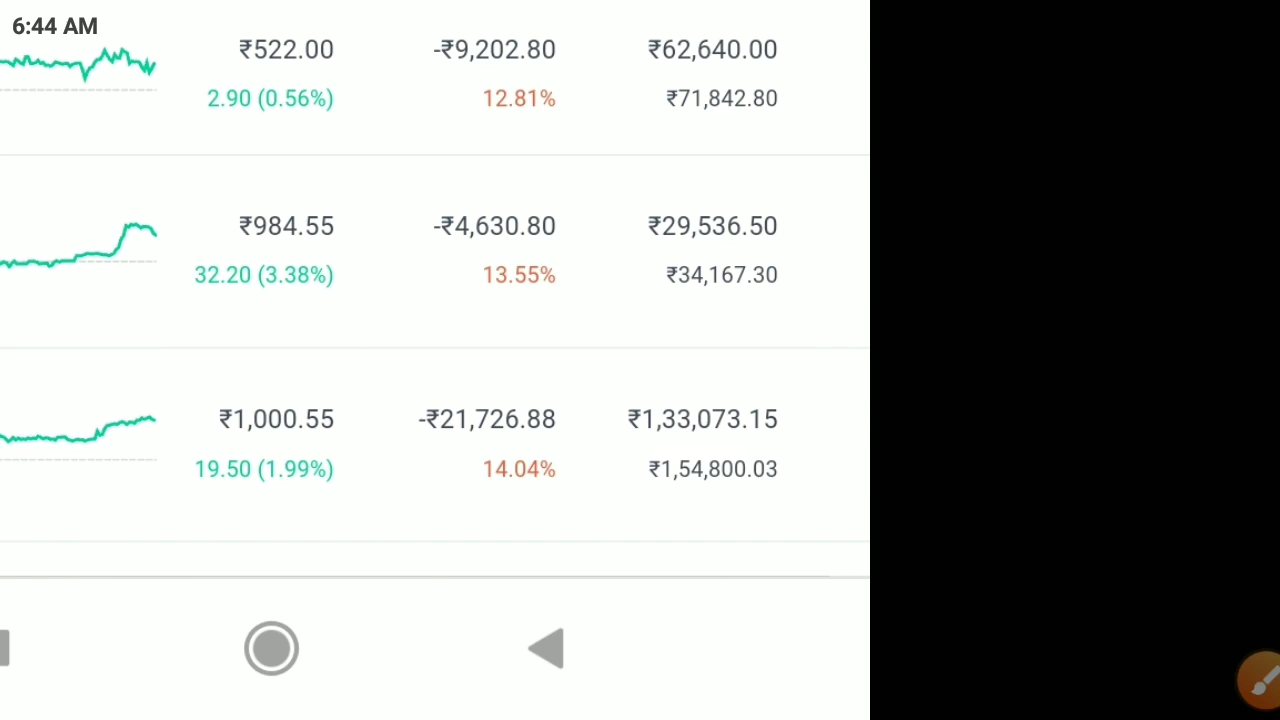 6:44 AM
₹522.00 -₹9,202.80 ₹62,640.00
2.90 (0.56%) 12.81% ₹71,842.80
₹984.55 -₹4,630.80 ₹29,536.50
32.20 (3.38%) 13.55% ₹34,167.30
₹1,000.55 -₹21,726.88 ₹1,33,073.15
19.50 (1.99%) 14.04% ₹1,54,800.03